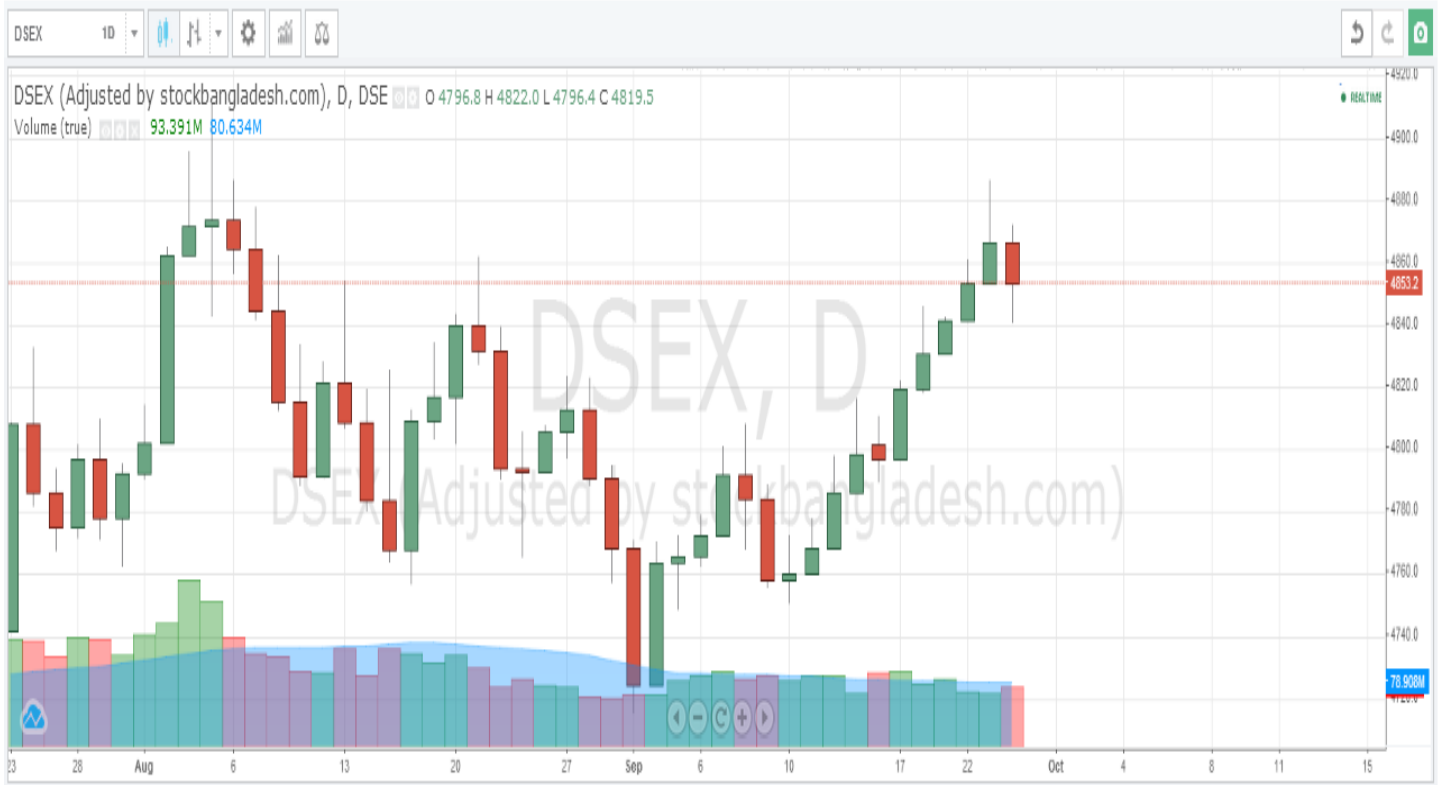 DSEX 1D
DSEX (Adjusted by stockbangladesh.com), D, DSE O 4796.8 H 4822.0 L 4796.4 C 4819.5
Volume (true) 93.391M 80.634M
REALTIME
4920.0
4900.0
4880.0
4860.0
4853.2
4840.0
4820.0
4800.0
4780.0
4760.0
4740.0
78.908M
4720.0
DSEX, D
DSEX (Adjusted by stockbangladesh.com)
23 28 Aug 6 13 20 27 Sep 6 10 17 22 Oct 4 8 11 15